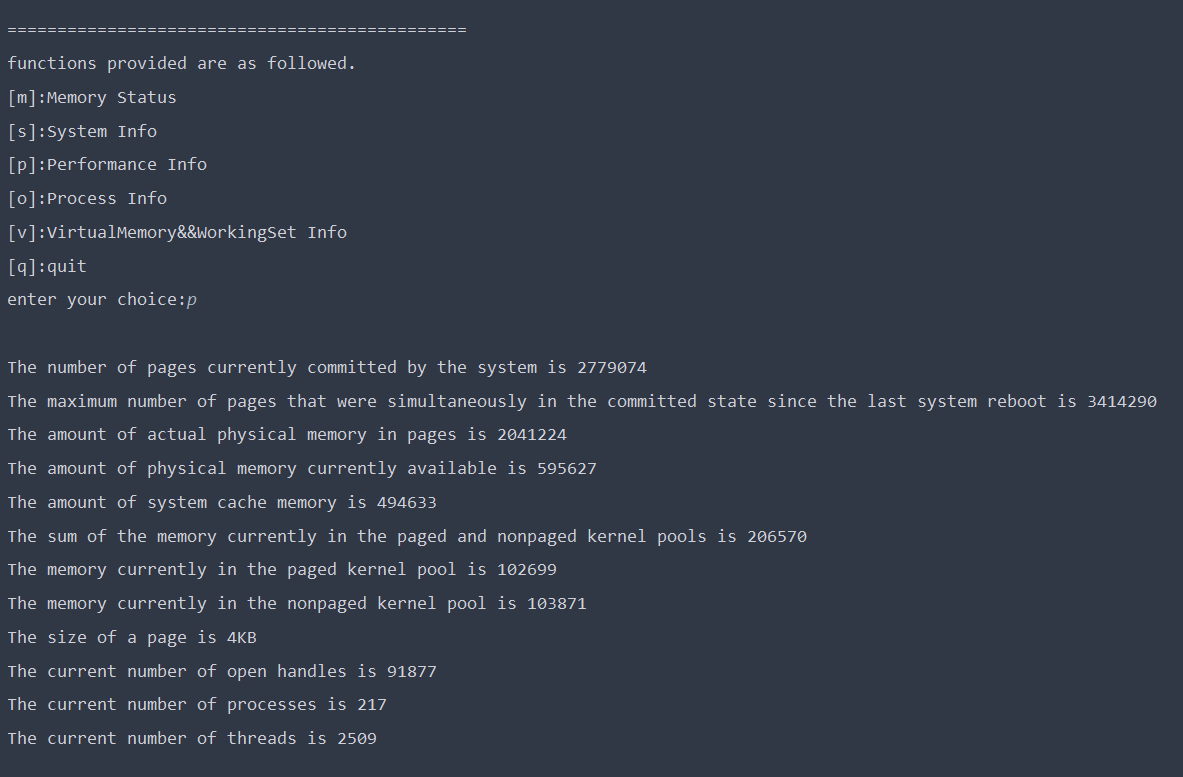 ==============================================
functions provided are as followed.
[m]:Memory Status
[s]:System Info
[p]:Performance Info
[o]:Process Info
[v]:VirtualMemory&&WorkingSet Info
[q]:quit
enter your choice:p
The number of pages currently committed by the system is 2779074
The maximum number of pages that were simultaneously in the committed state since the last system reboot is 3414290
The amount of actual physical memory in pages is 2041224
The amount of physical memory currently available is 595627
The amount of system cache memory is 494633
The sum of the memory currently in the paged and nonpaged kernel pools is 206570
The memory currently in the paged kernel pool is 102699
The memory currently in the nonpaged kernel pool is 103871
The size of a page is 4KB
The current number of open handles is 91877
The current number of processes is 217
The current number of threads is 2509